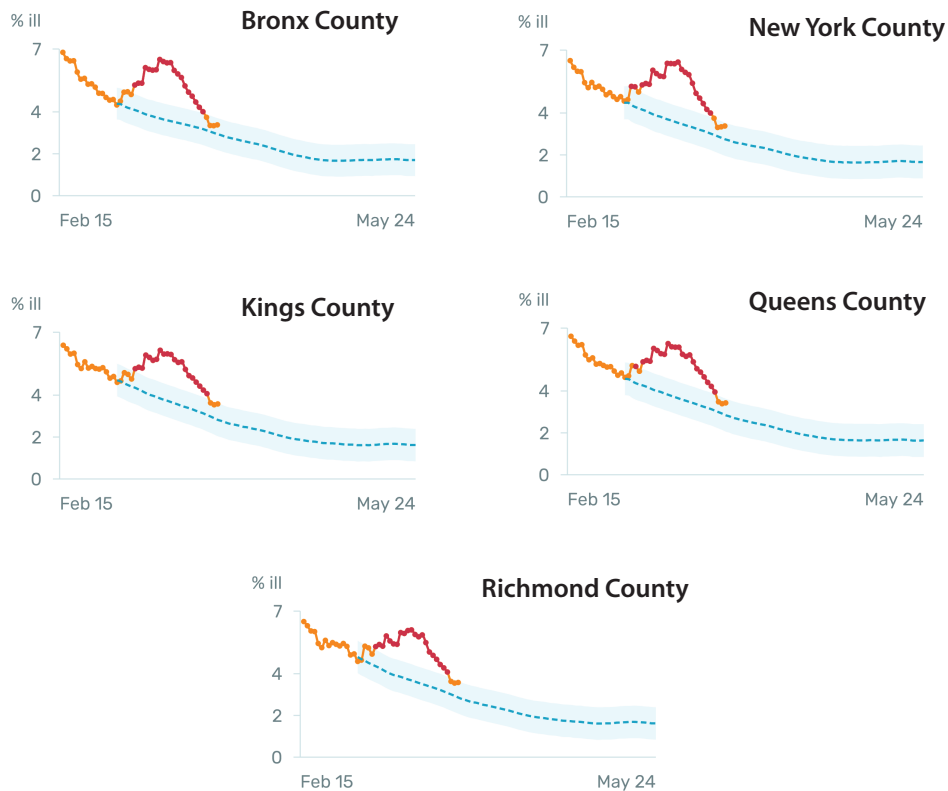 % ill
Bronx County
7
4
2
0
Feb 15
May 24
% ill
New York County
7
4
2
0
Feb 15
May 24
% ill
Kings County
7
4
2
0
Feb 15
May 24
% ill
Queens County
7
4
2
0
Feb 15
May 24
% ill
Richmond County
7
4
2
0
Feb 15
May 24